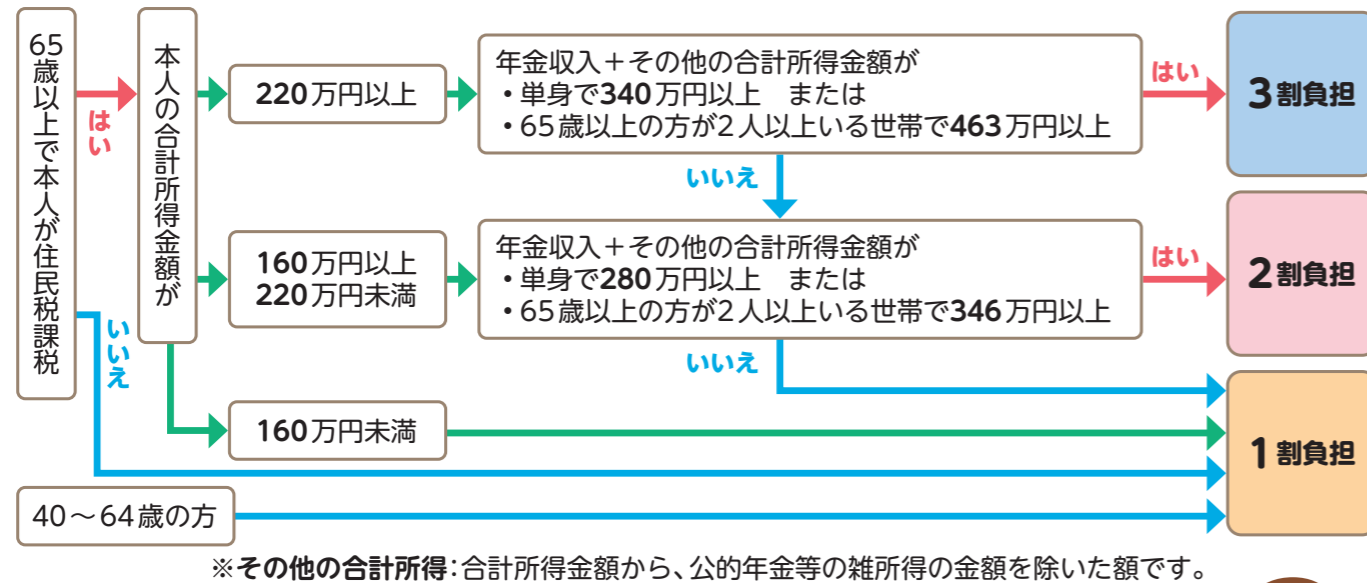 65歳以上で本人が住民税課税
はい
いいえ
本人の合計所得金額が
220万円以上
年金収入＋その他の合計所得金額が
・単身で340万円以上　または
・65歳以上の方が2人以上いる世帯で463万円以上
はい
3割負担
いいえ
160万円以上
220万円未満
年金収入＋その他の合計所得金額が
・単身で280万円以上　または
・65歳以上の方が2人以上いる世帯で346万円以上
はい
2割負担
いいえ
160万円未満
1割負担
40～64歳の方
※その他の合計所得：合計所得金額から、公的年金等の雑所得の金額を除いた額です。